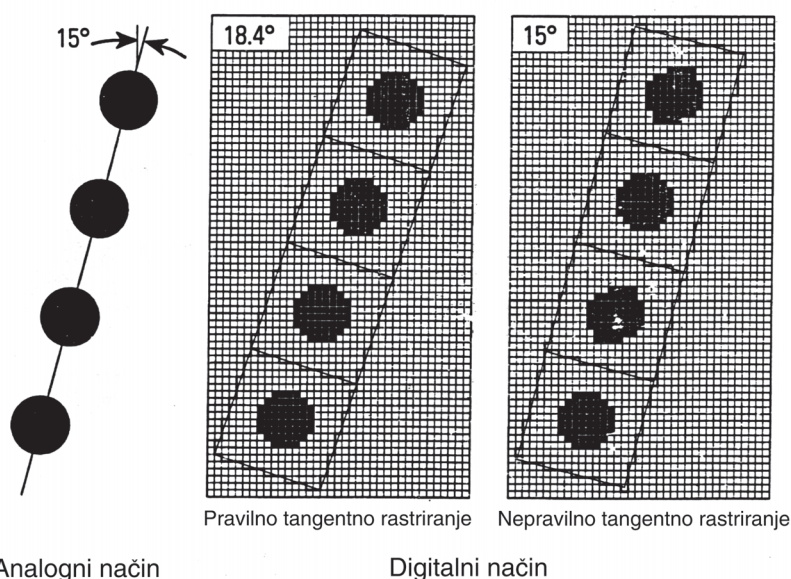 15°
18.4°
15°
Pravilno tangentno rastriranje
Nepravilno tangentno rastriranje
Analogni način
Digitalni način